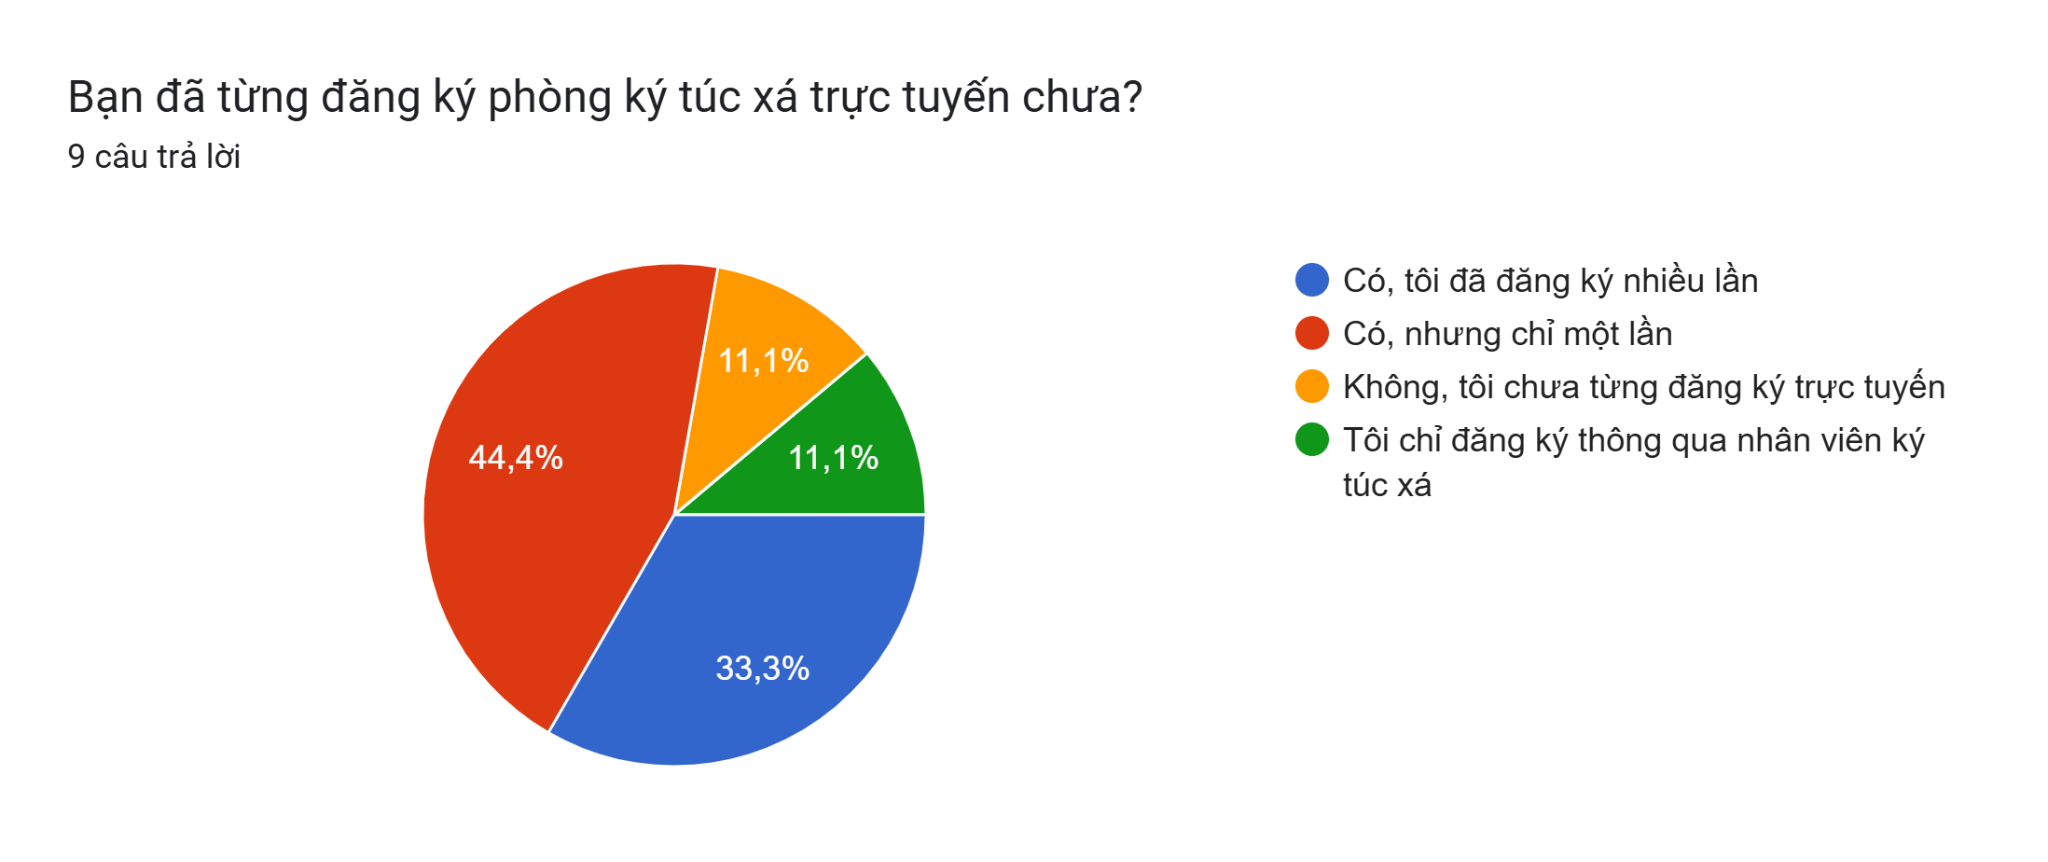 Bạn đã từng đăng ký phòng ký túc xá trực tuyến chưa?
9 câu trả lời
44,4%
11,1%
11,1%
33,3%
Có, tôi đã đăng ký nhiều lần
Có, nhưng chỉ một lần
Không, tôi chưa từng đăng ký trực tuyến
Tôi chỉ đăng ký thông qua nhân viên ký
túc xá